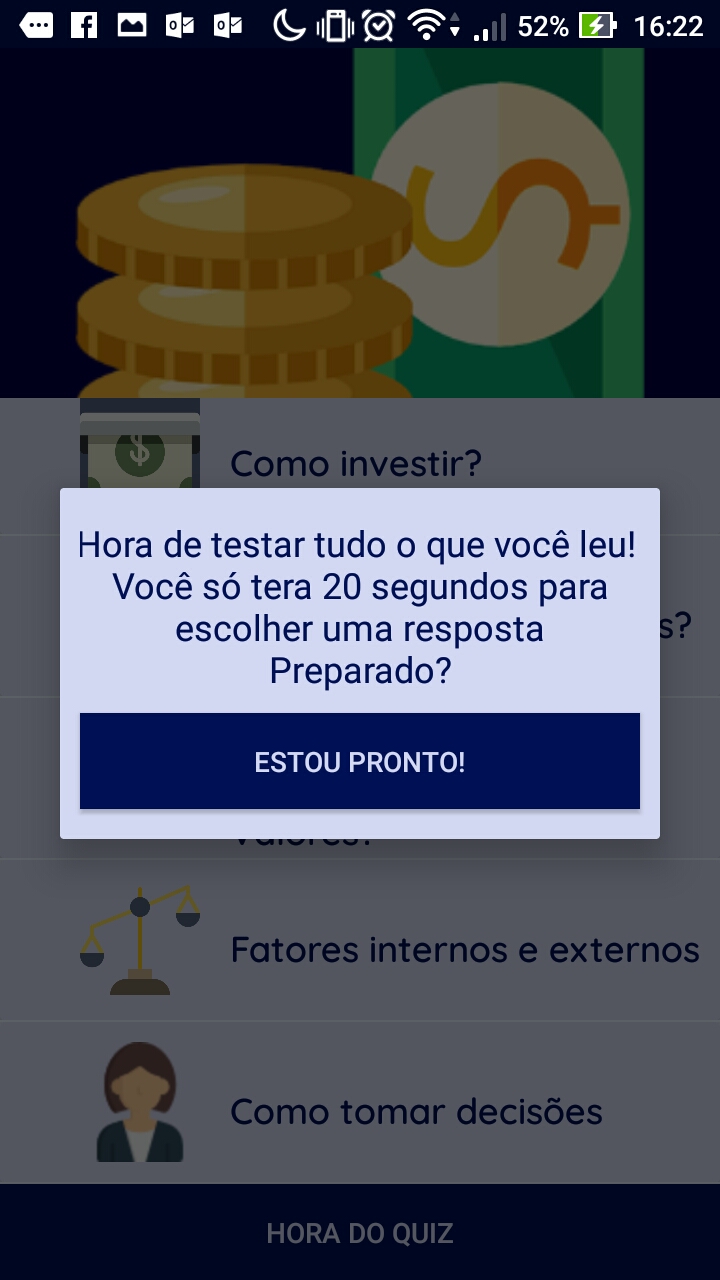 52% 16:22
Como investir?
Hora de testar tudo o que você leu!
Você só tera 20 segundos para
escolher uma resposta
Preparado?
ESTOU PRONTO!
Fatores internos e externos
Como tomar decisões
HORA DO QUIZ